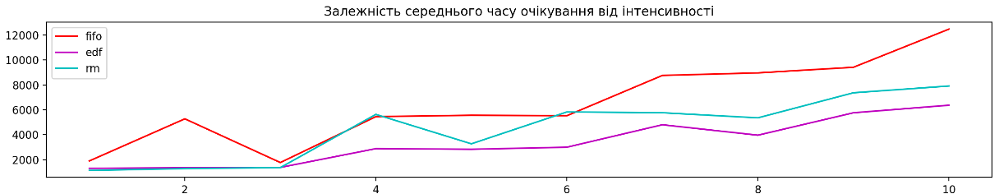 Залежність середнього часу очікування від інтенсивності
fifo
edf
rm
12000
10000
8000
6000
4000
2000
2 4 6 8 10